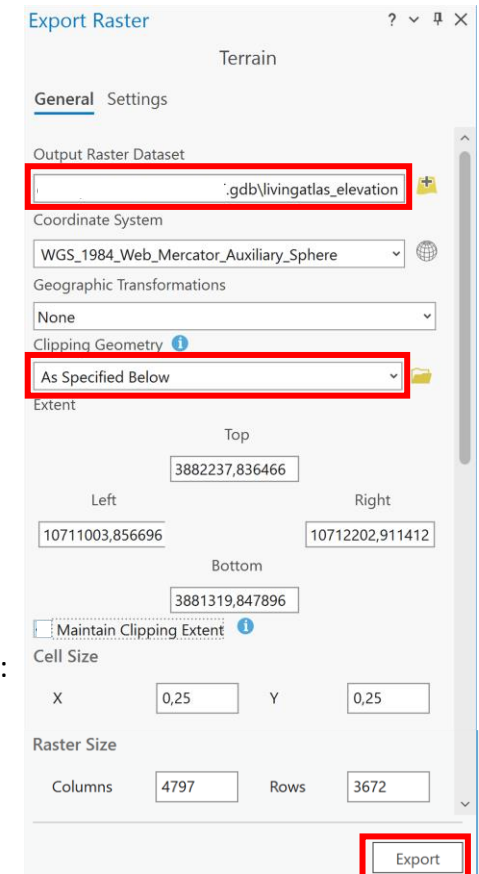 Export Raster
Terrain
General Settings
Output Raster Dataset
.gdb\livingatlas_elevation
Coordinate System
WGS_1984_Web_Mercator_Auxiliary_Sphere
Geographic Transformations
None
Clipping Geometry
As Specified Below
Extent
Top
3882237,836466
Left Right
10711003,856696 10712202,911412
Bottom
3881319,847896
Maintain Clipping Extent
:
Cell Size
X 0,25 Y 0,25
Raster Size
Columns 4797 Rows 3672
Export